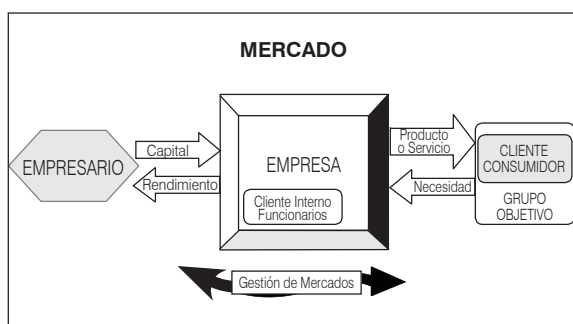 MERCADO
EMPRESARIO
Capital
Rendimiento
EMPRESA
Cliente Interno
Funcionarios
Producto
o Servicio
Necesidad
CLIENTE
CONSUMIDOR
GRUPO
OBJETIVO
Gestión de Mercados